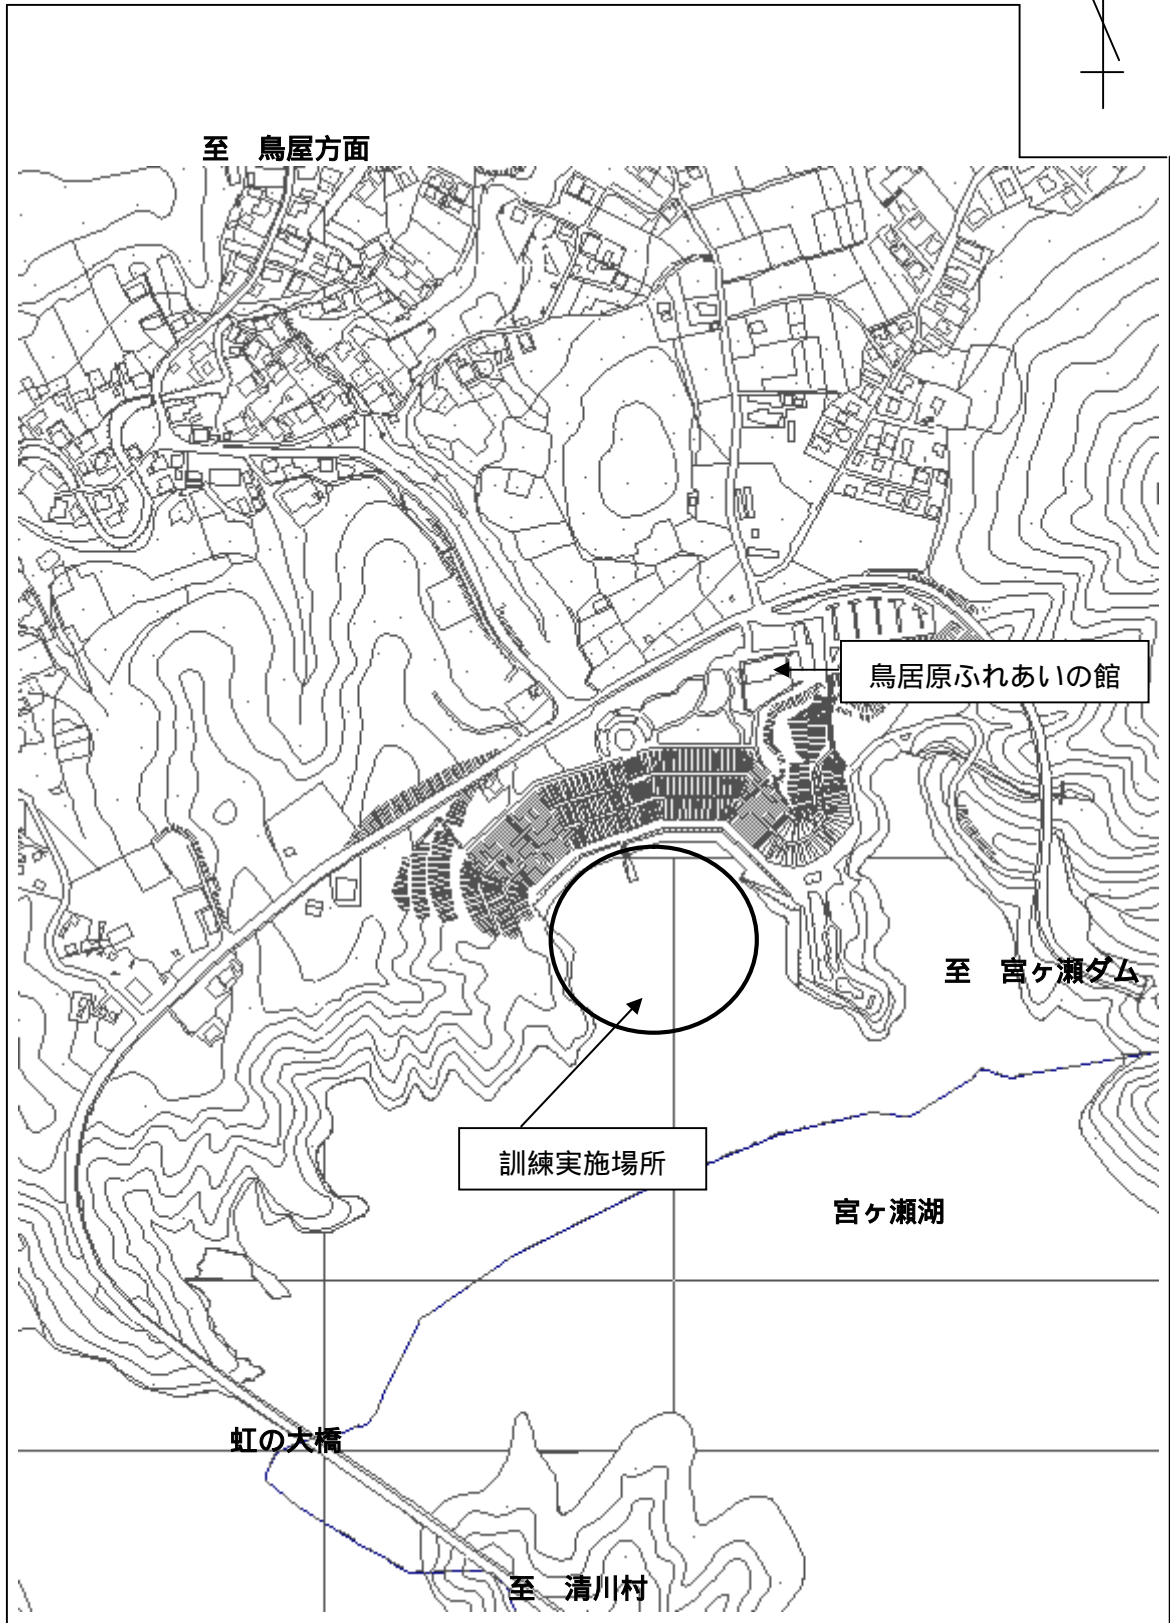 至　鳥屋方面
鳥居原ふれあいの館
至　宮ヶ瀬ダム
訓練実施場所
宮ヶ瀬湖
虹の大橋
至　清川村